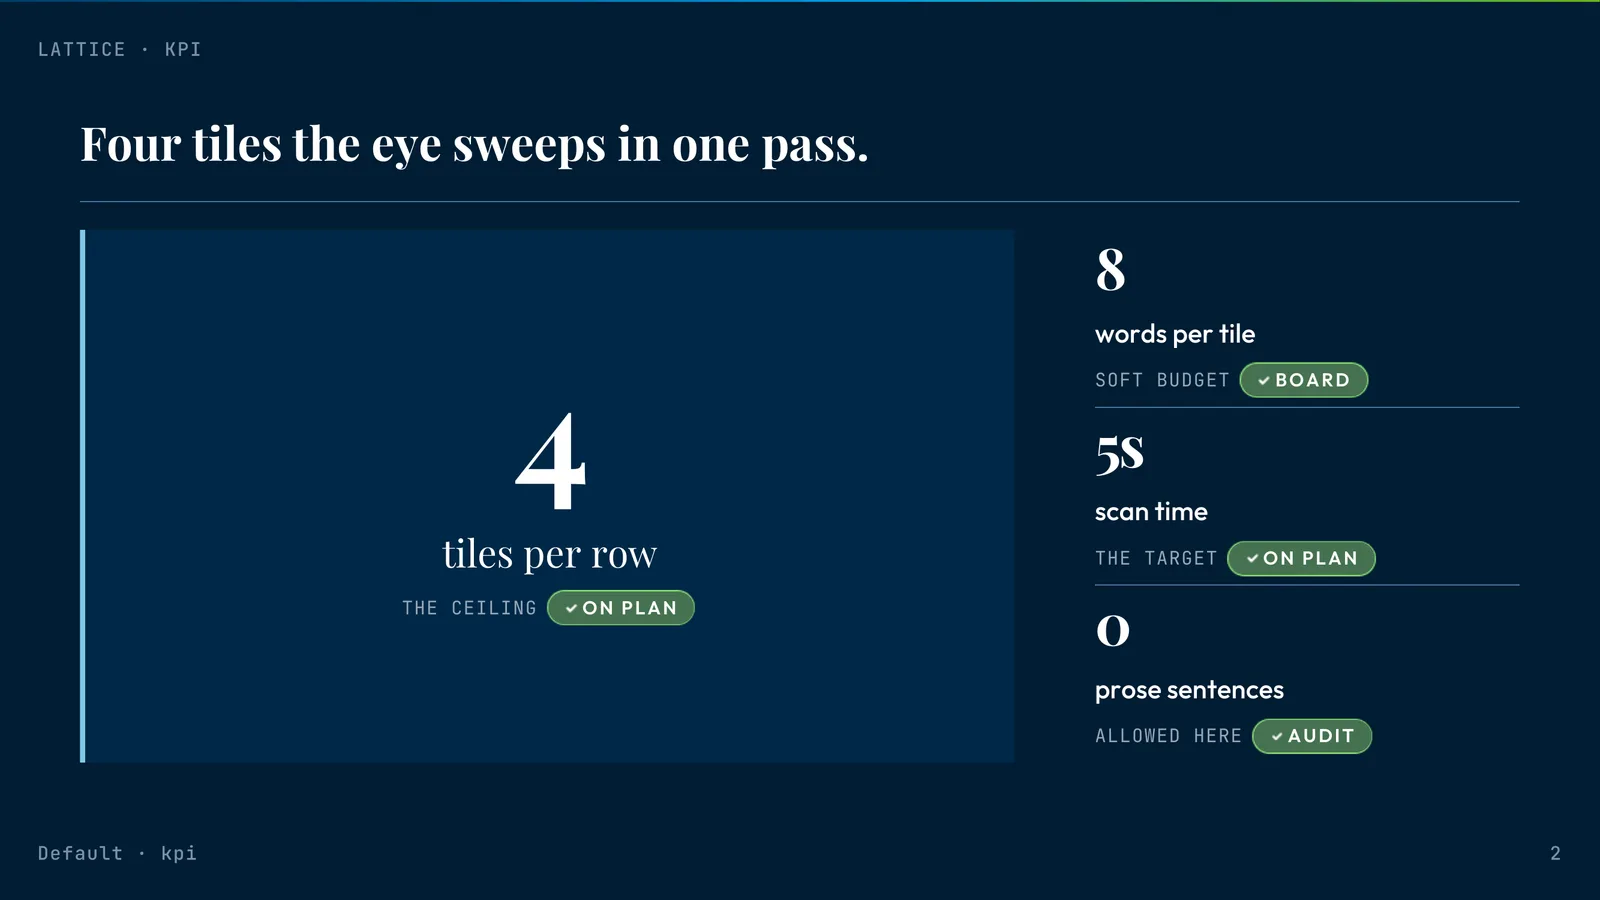 LATTICE · KPI
Four tiles the eye sweeps in one pass.
4
tiles per row
THE CEILING ✓ ON PLAN
8
words per tile
SOFT BUDGET ✓ BOARD
5s
scan time
THE TARGET ✓ ON PLAN
0
prose sentences
ALLOWED HERE ✓ AUDIT
Default · kpi
2